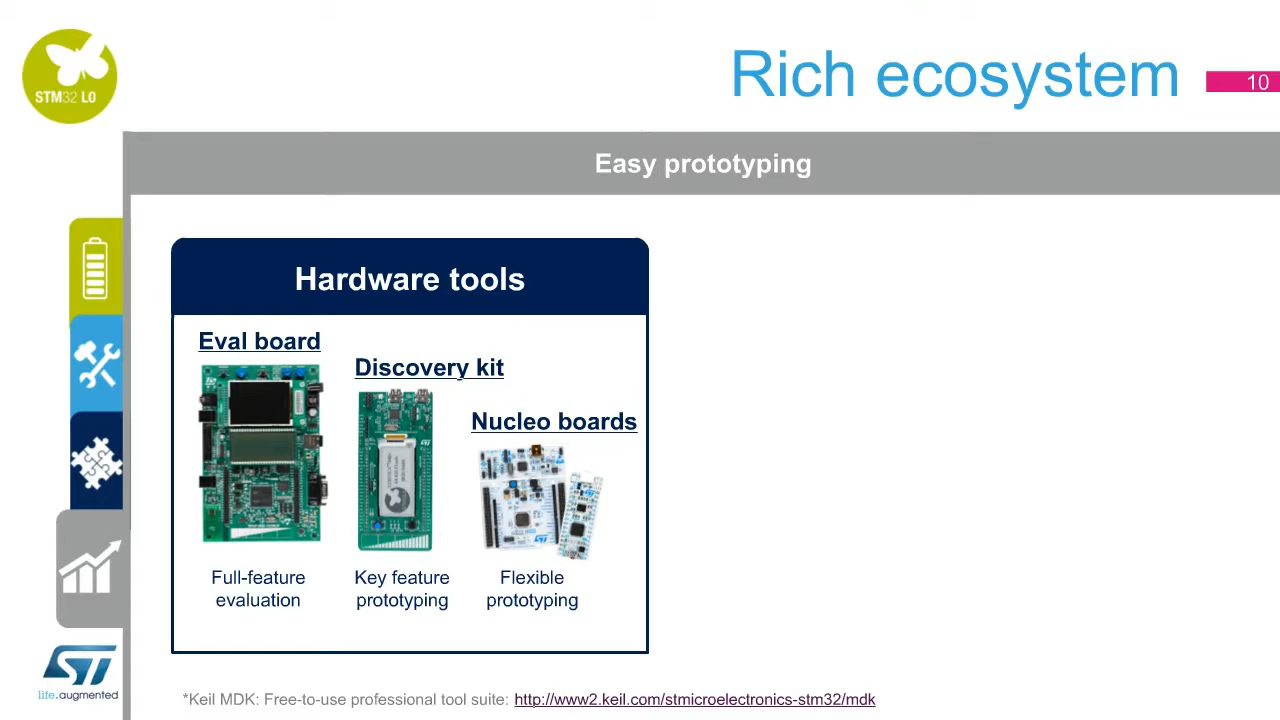 STM32 L0
Rich ecosystem
10
Easy prototyping
Hardware tools
Eval board
Discovery kit
Nucleo boards
Full-feature
evaluation
Key feature
prototyping
Flexible
prototyping
ST
life.augmented
*Keil MDK: Free-to-use professional tool suite: http://www2.keil.com/stmicroelectronics-stm32/mdk